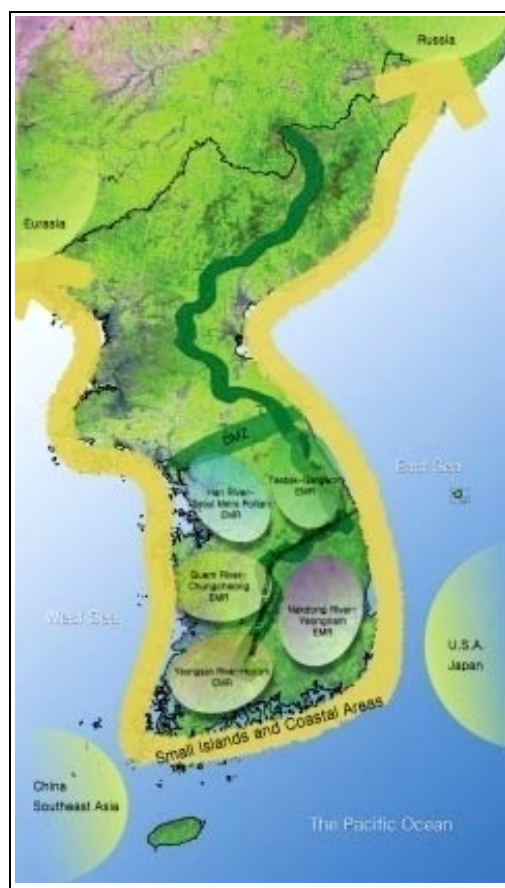 Russia
Eurasia
DMZ
Han River-
Seoul Metro Politan
EMR
Taebak-Gangwon
EMR
East Sea
Guem River-
Chungcheong
EMR
Nakdong River-
Yeongnam
EMR
West Sea
U.S.A.
Japan
Yeongsan River-Honam
EMR
Small Islands and Coastal Areas
China
Southeast Asia
The Pacific Ocean